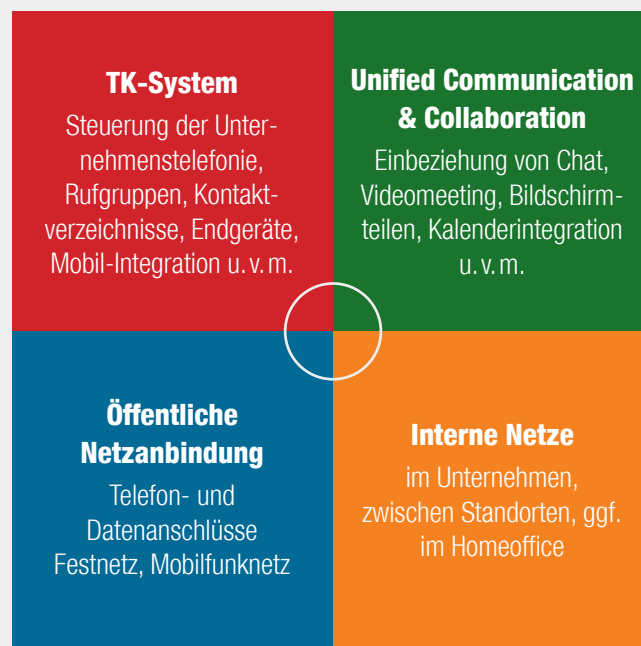 TK-System
Steuerung der Unter-
nehmenstelefonie,
Rufgruppen, Kontakt-
verzeichnisse, Endgeräte,
Mobil-Integration u. v. m.
Unified Communication
& Collaboration
Einbeziehung von Chat,
Videomeeting, Bildschirm-
teilen, Kalenderintegration
u. v. m.
Öffentliche
Netzanbindung
Telefon- und
Datenanschlüsse
Festnetz, Mobilfunknetz
Interne Netze
im Unternehmen,
zwischen Standorten, ggf.
im Homeoffice